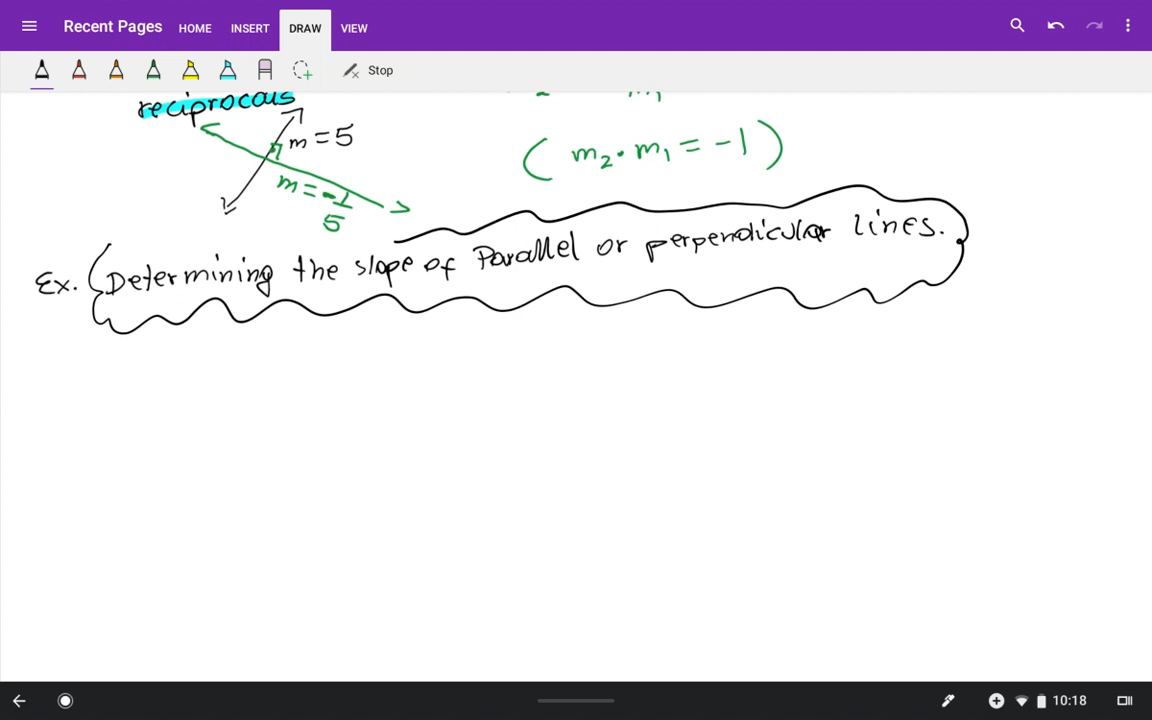 Recent Pages HOME INSERT DRAW VIEW
Stop
reciprocals
m = 5
( m₂ · m₁ = -1 )
m = -1/5
Ex. Determining the slope of Parallel or perpendicular lines.
10:18